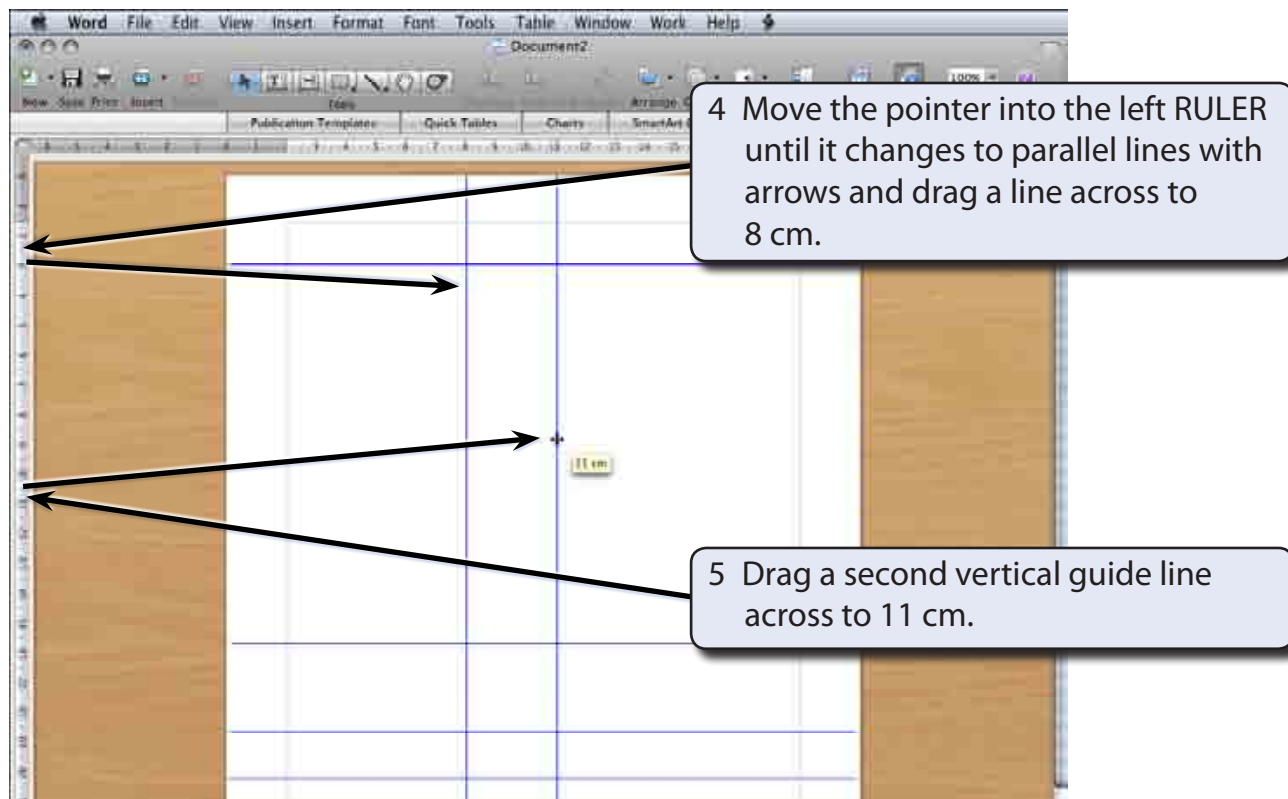 Word File Edit View Insert Format Font Tools Table Window Work Help
Document2
New Save Print Insert
100%
Tools
Arrange
Publication Templates Quick Tables Charts SmartArt
4 Move the pointer into the left RULER
until it changes to parallel lines with
arrows and drag a line across to
8 cm.
11 cm
5 Drag a second vertical guide line
across to 11 cm.